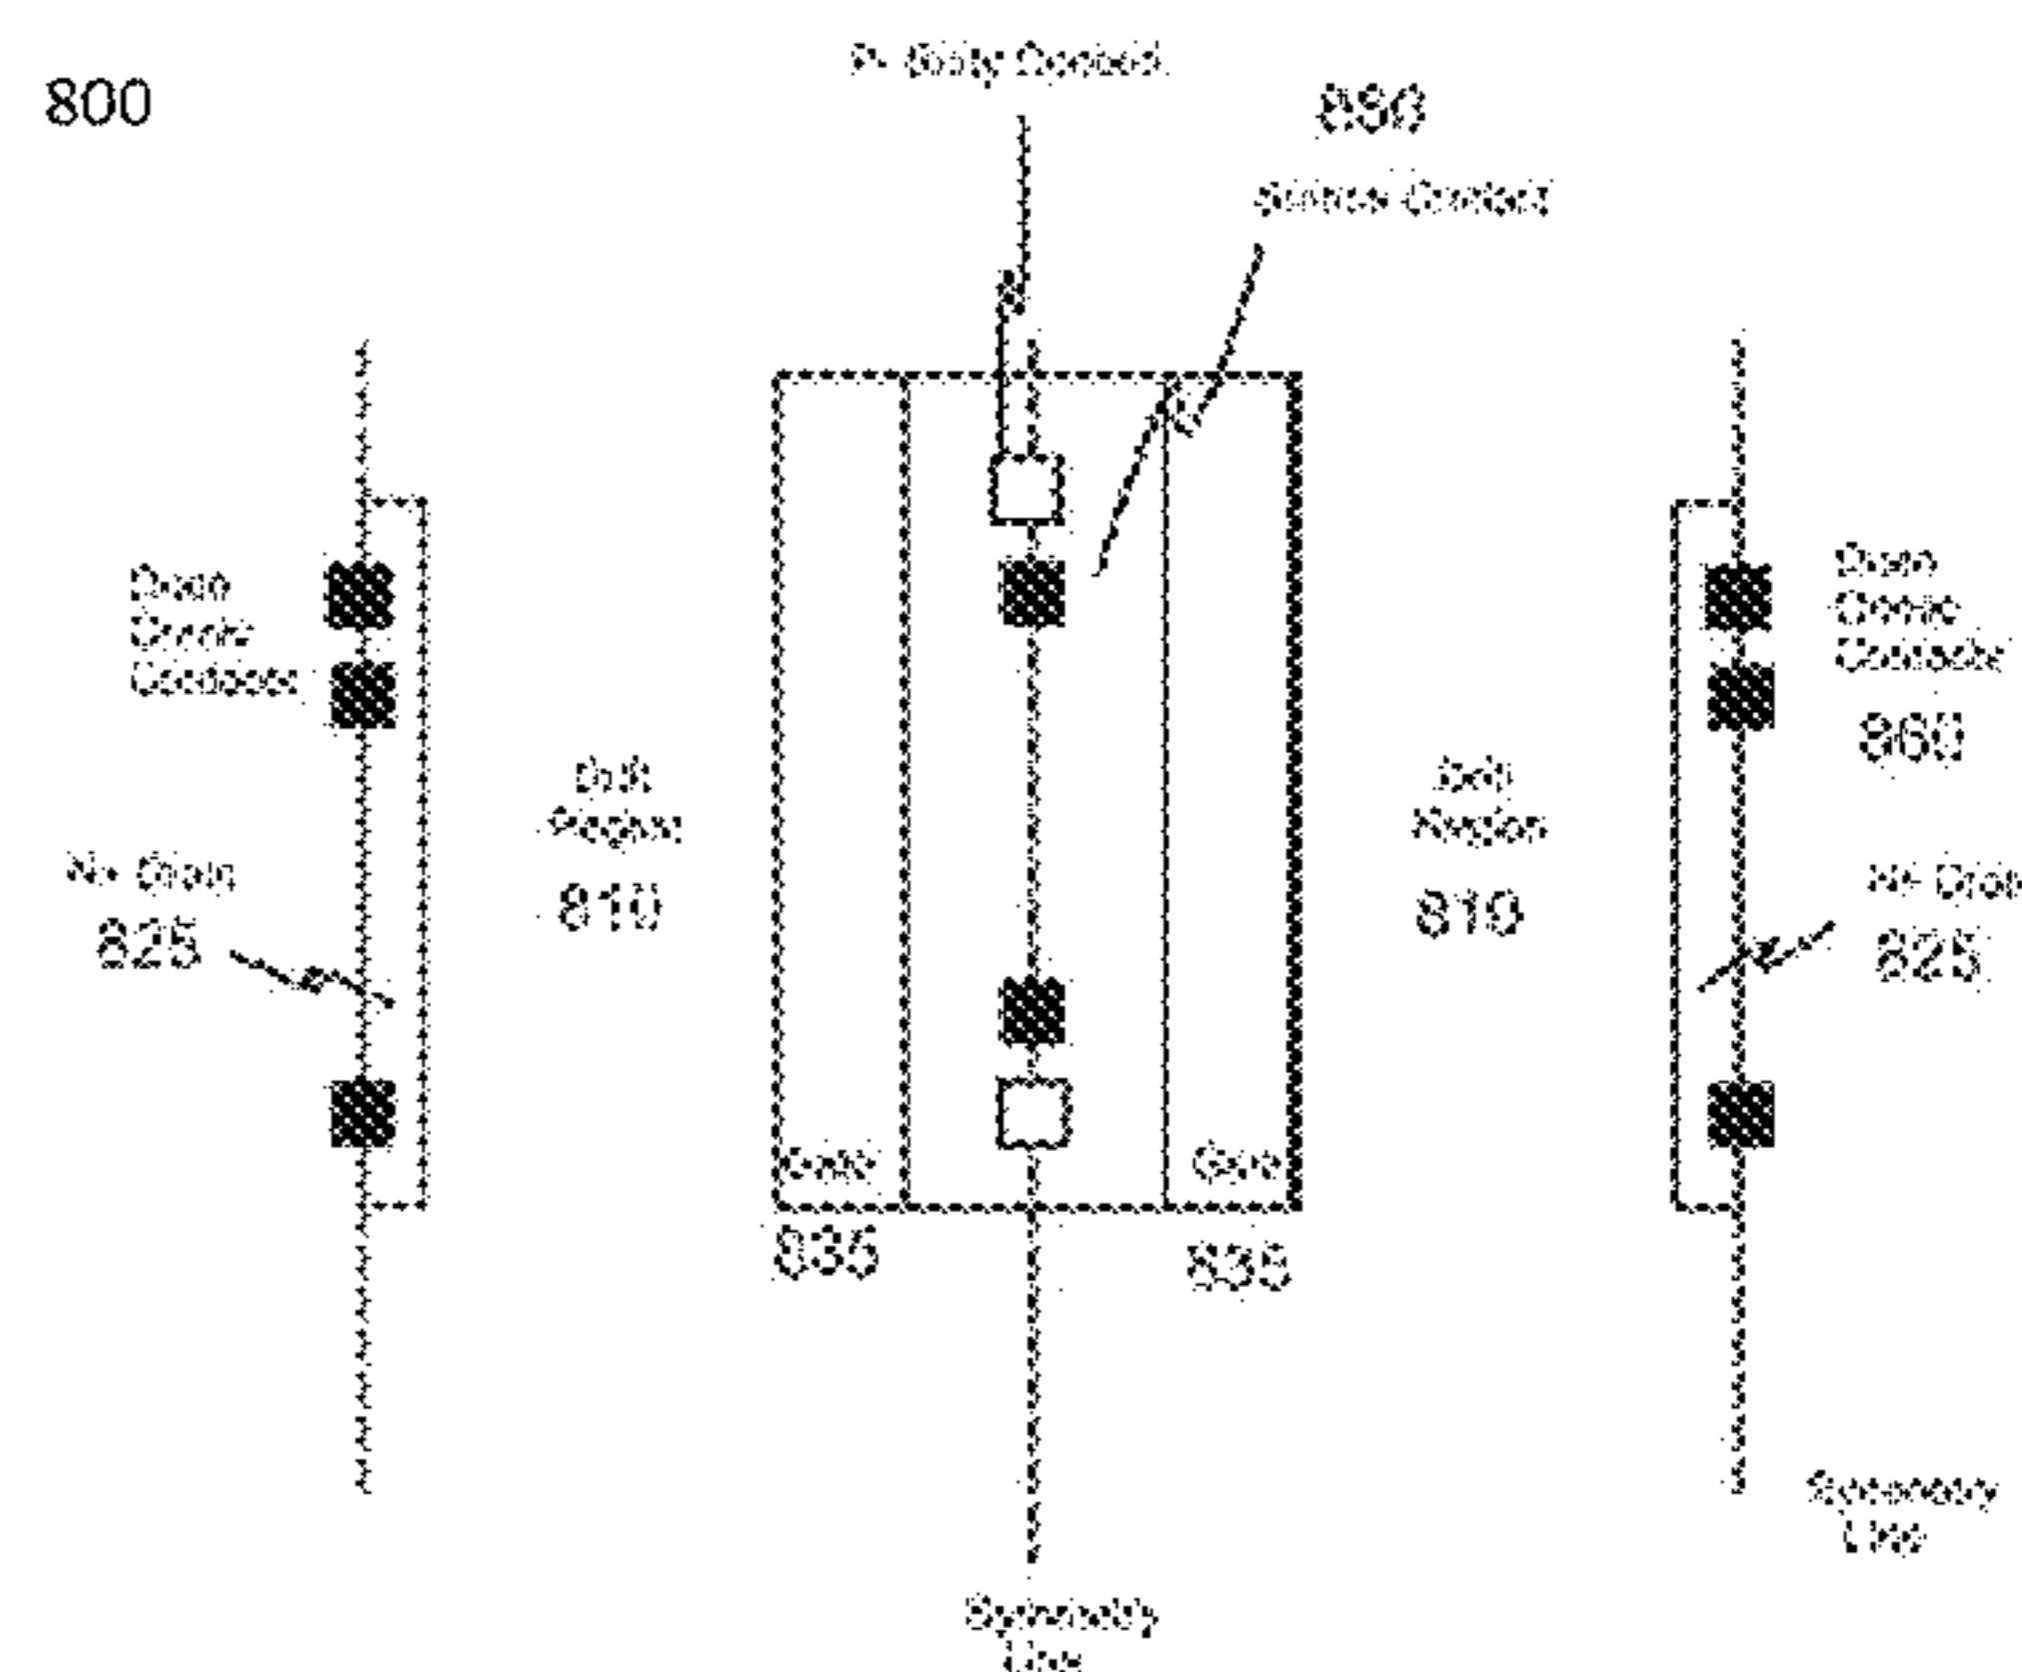 800
P- Body Contact
Source Contact
Drain
Ohmic
Contacts
Drain
Ohmic
Contacts
860
Drift
Region
810
Drift
Region
810
N+ Drain
825
N+ Drain
825
Gate
Gate
835
835
Symmetry
Line
Symmetry
Line